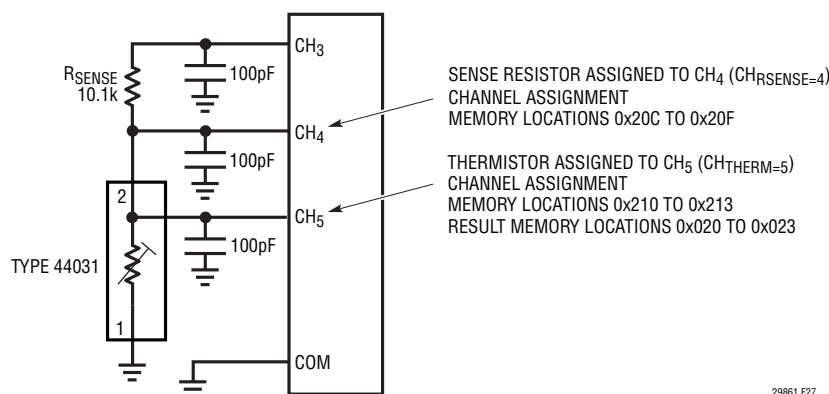 CH3
RSENSE
10.1k
100pF
CH4
100pF
2
CH5
100pF
TYPE 44031
1
COM
SENSE RESISTOR ASSIGNED TO CH4 (CHRSENSE=4)
CHANNEL ASSIGNMENT
MEMORY LOCATIONS 0x20C TO 0x20F
THERMISTOR ASSIGNED TO CH5 (CHTHERM=5)
CHANNEL ASSIGNMENT
MEMORY LOCATIONS 0x210 TO 0x213
RESULT MEMORY LOCATIONS 0x020 TO 0x023
29861 F27